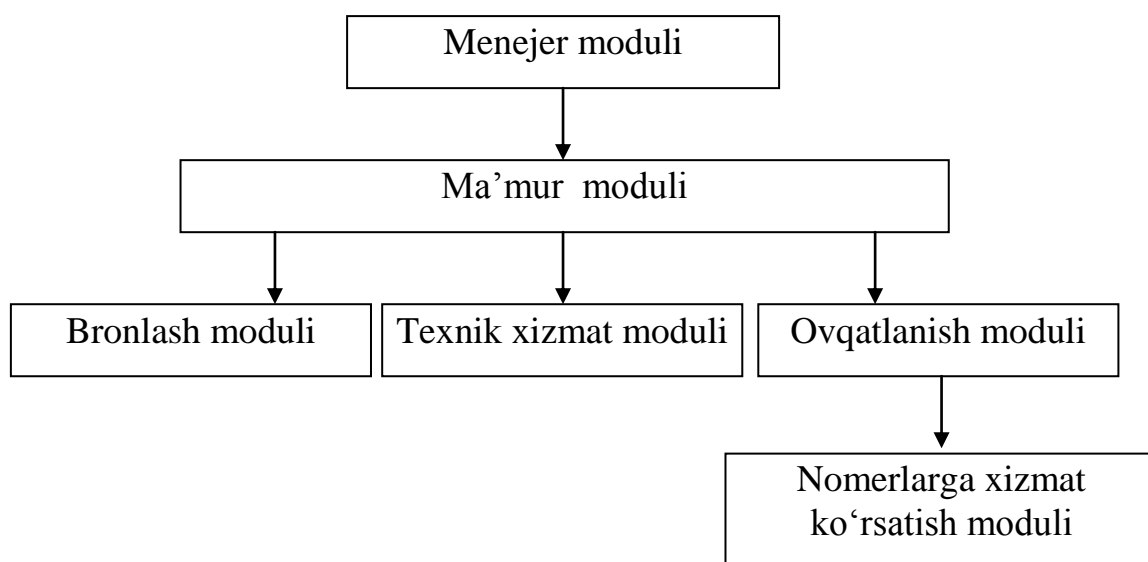 Menejer moduli
Ma’mur moduli
Bronlash moduli
Texnik xizmat moduli
Ovqatlanish moduli
Nomerlarga xizmat
ko‘rsatish moduli